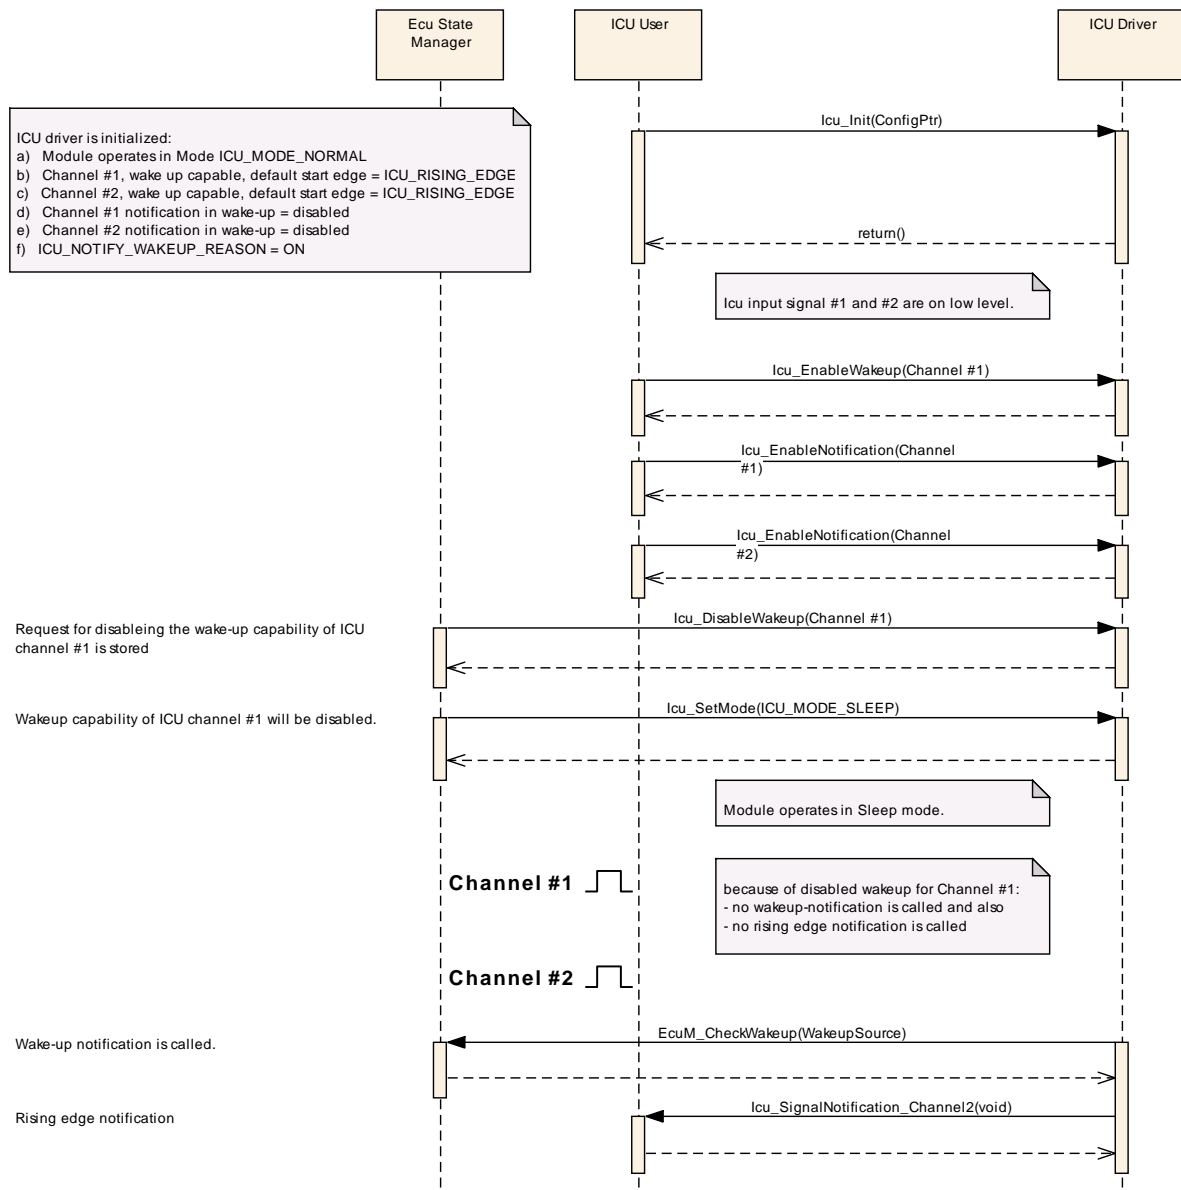 Ecu State
Manager
ICU User
ICU Driver
ICU driver is initialized:
a) Module operates in Mode ICU_MODE_NORMAL
b) Channel #1, wake up capable, default start edge = ICU_RISING_EDGE
c) Channel #2, wake up capable, default start edge = ICU_RISING_EDGE
d) Channel #1 notification in wake-up = disabled
e) Channel #2 notification in wake-up = disabled
f) ICU_NOTIFY_WAKEUP_REASON = ON
Icu_Init(ConfigPtr)
return()
Icu input signal #1 and #2 are on low level.
Icu_EnableWakeup(Channel #1)
Icu_EnableNotification(Channel
#1)
Icu_EnableNotification(Channel
#2)
Request for disableing the wake-up capability of ICU
channel #1 is stored
Icu_DisableWakeup(Channel #1)
Wakeup capability of ICU channel #1 will be disabled.
Icu_SetMode(ICU_MODE_SLEEP)
Module operates in Sleep mode.
Channel #1
because of disabled wakeup for Channel #1:
- no wakeup-notification is called and also
- no rising edge notification is called
Channel #2
Wake-up notification is called.
EcuM_CheckWakeup(WakeupSource)
Rising edge notification
Icu_SignalNotification_Channel2(void)